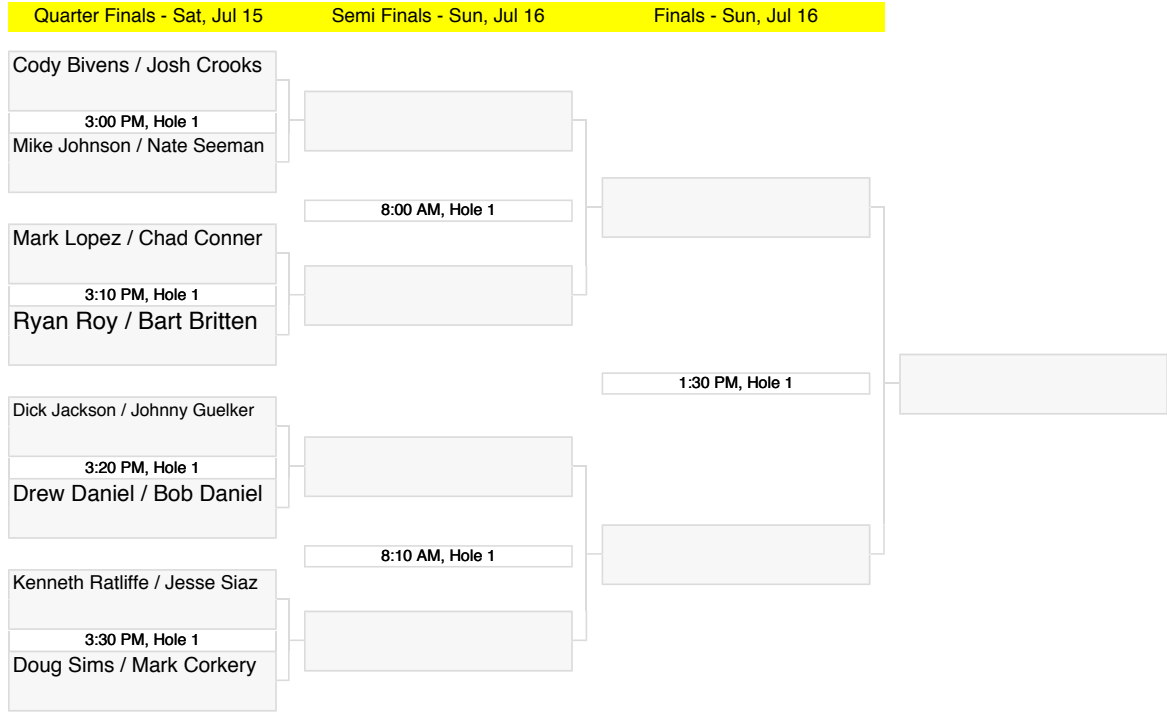 Quarter Finals - Sat, Jul 15
Semi Finals - Sun, Jul 16
Finals - Sun, Jul 16
Cody Bivens / Josh Crooks
3:00 PM, Hole 1
Mike Johnson / Nate Seeman
8:00 AM, Hole 1
Mark Lopez / Chad Conner
3:10 PM, Hole 1
Ryan Roy / Bart Britten
1:30 PM, Hole 1
Dick Jackson / Johnny Guelker
3:20 PM, Hole 1
Drew Daniel / Bob Daniel
8:10 AM, Hole 1
Kenneth Ratliffe / Jesse Siaz
3:30 PM, Hole 1
Doug Sims / Mark Corkery